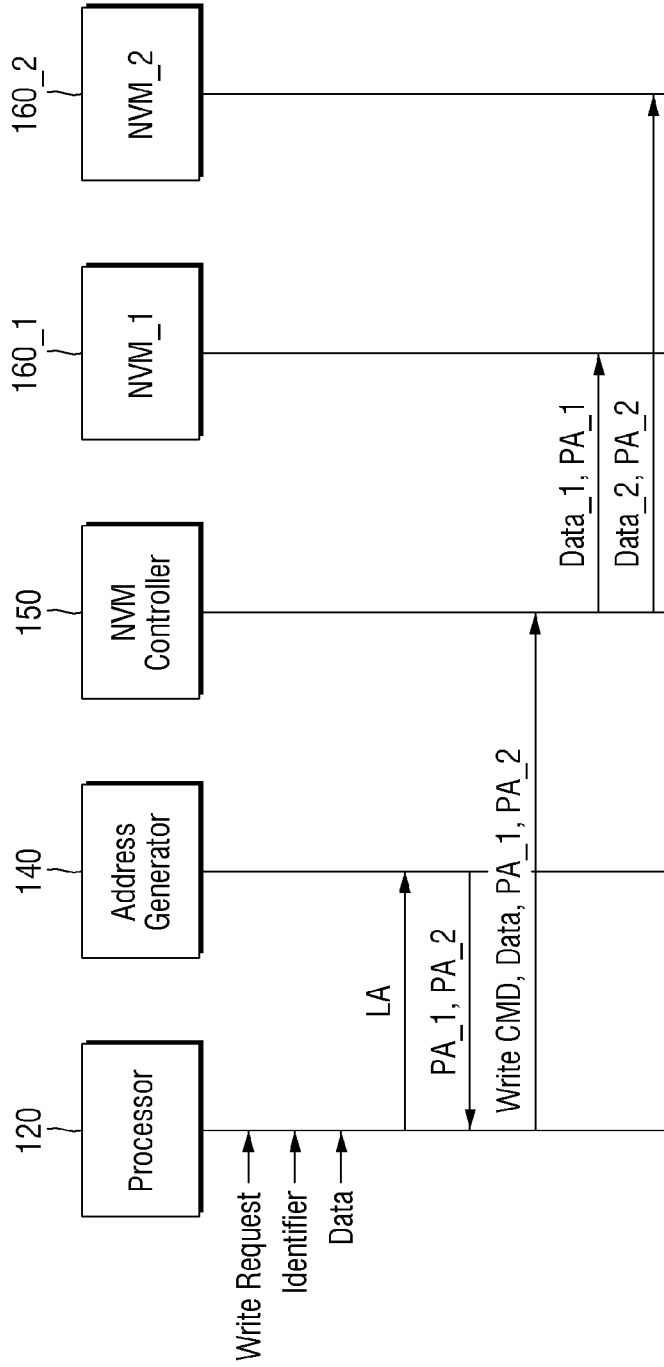 120
140
150
160_1
160_2
Processor
Address
Generator
NVM
Controller
NVM_1
NVM_2
Write Request
Identifier
Data
LA
PA_1, PA_2
Write CMD, Data, PA_1, PA_2
Data_1, PA_1
Data_2, PA_2